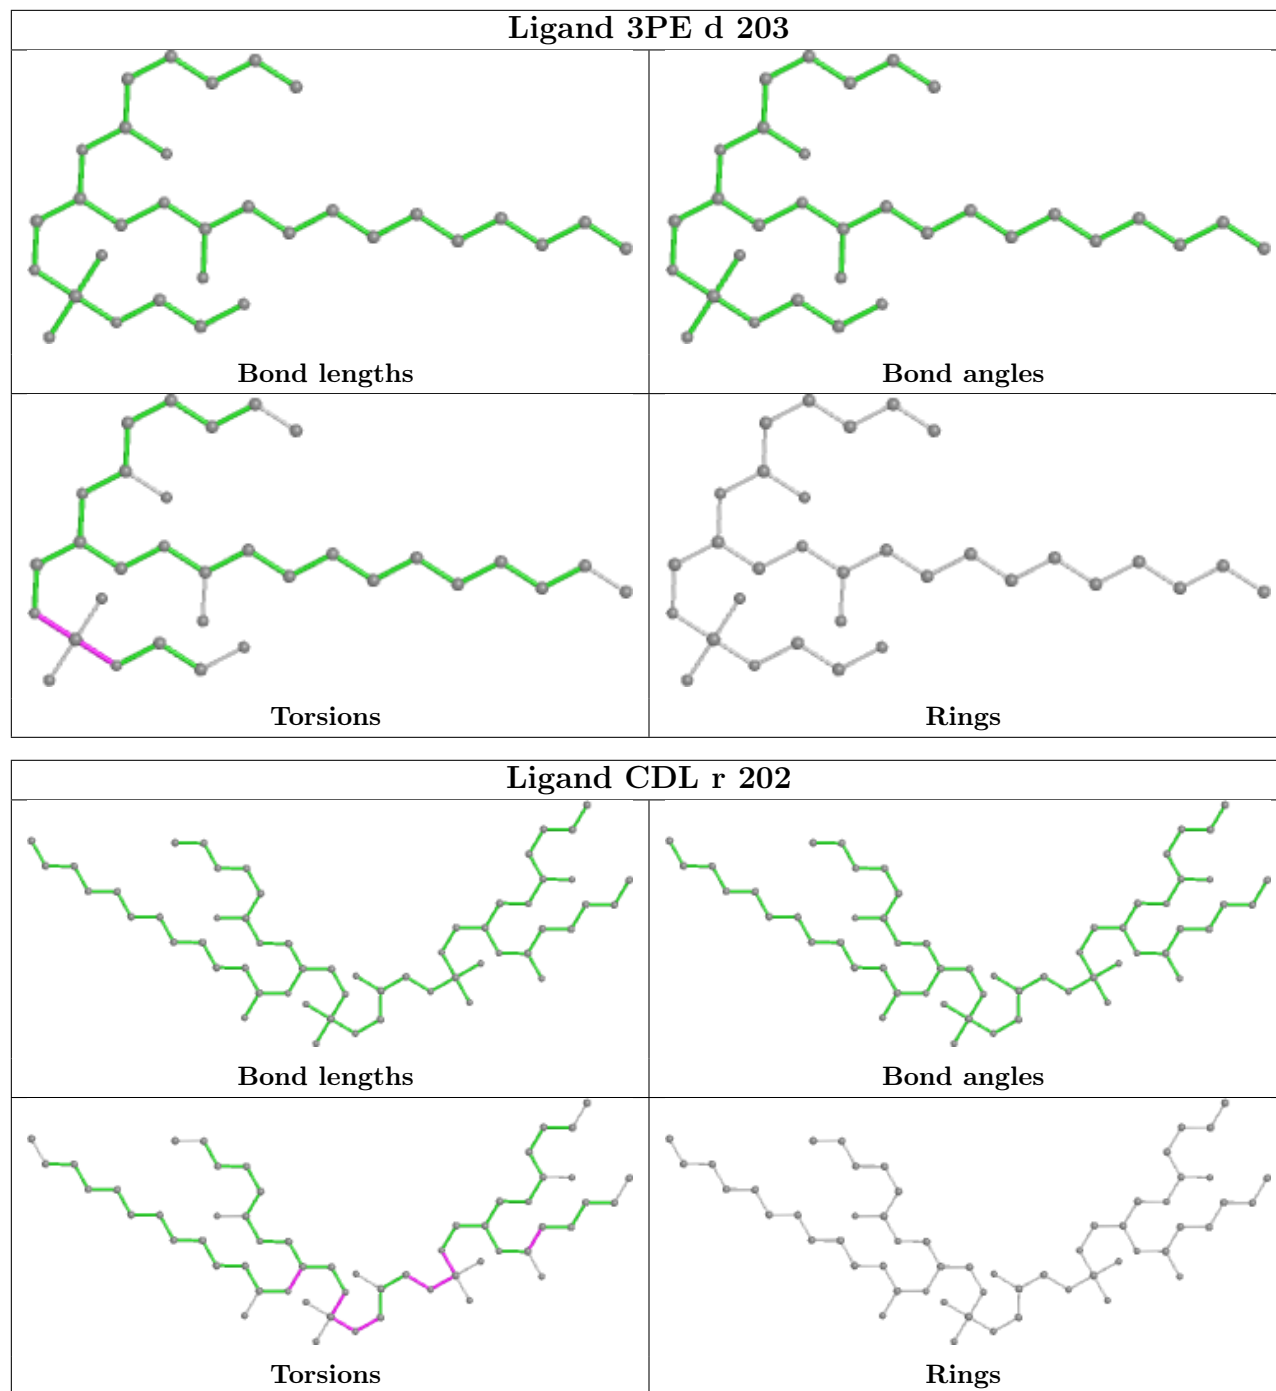 Ligand 3PE d 203
Bond lengths
Bond angles
Torsions
Rings
Ligand CDL r 202
Bond lengths
Bond angles
Torsions
Rings